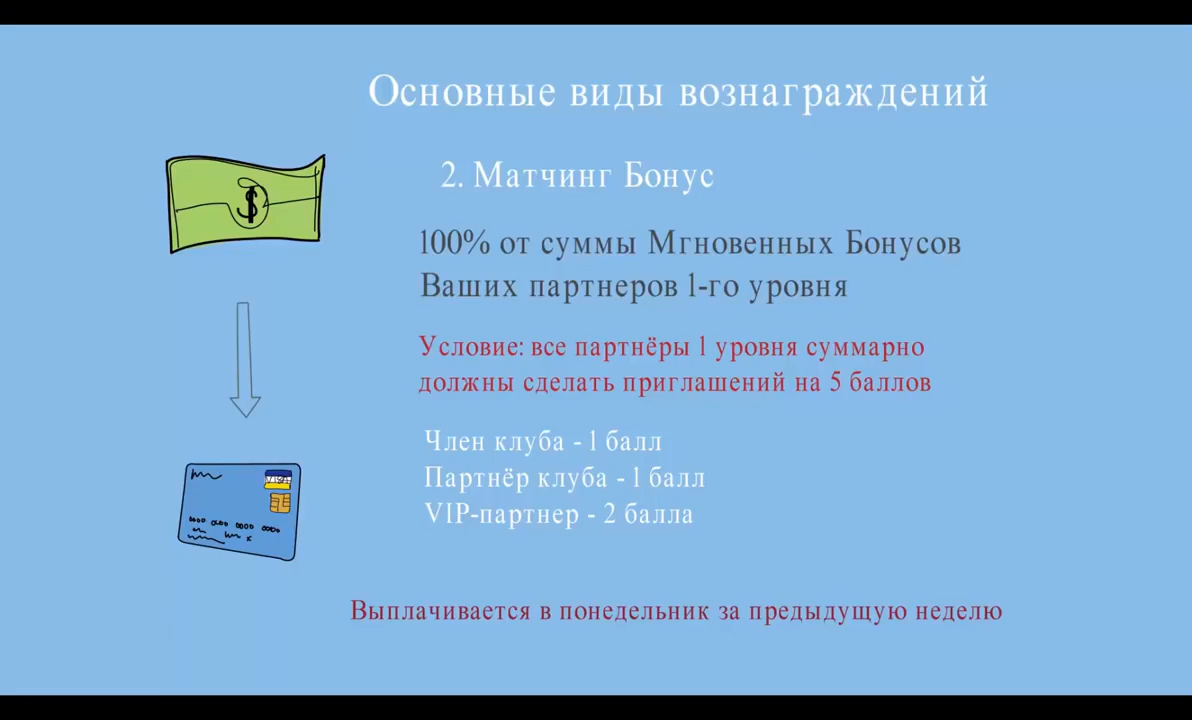 Основные виды вознаграждений
2. Матчинг Бонус
100% от суммы Мгновенных Бонусов
Ваших партнеров 1-го уровня
Условие: все партнёры 1 уровня суммарно
должны сделать приглашений на 5 баллов
Член клуба - 1 балл
Партнёр клуба - 1 балл
VIP-партнер - 2 балла
$
VISA
Выплачивается в понедельник за предыдущую неделю